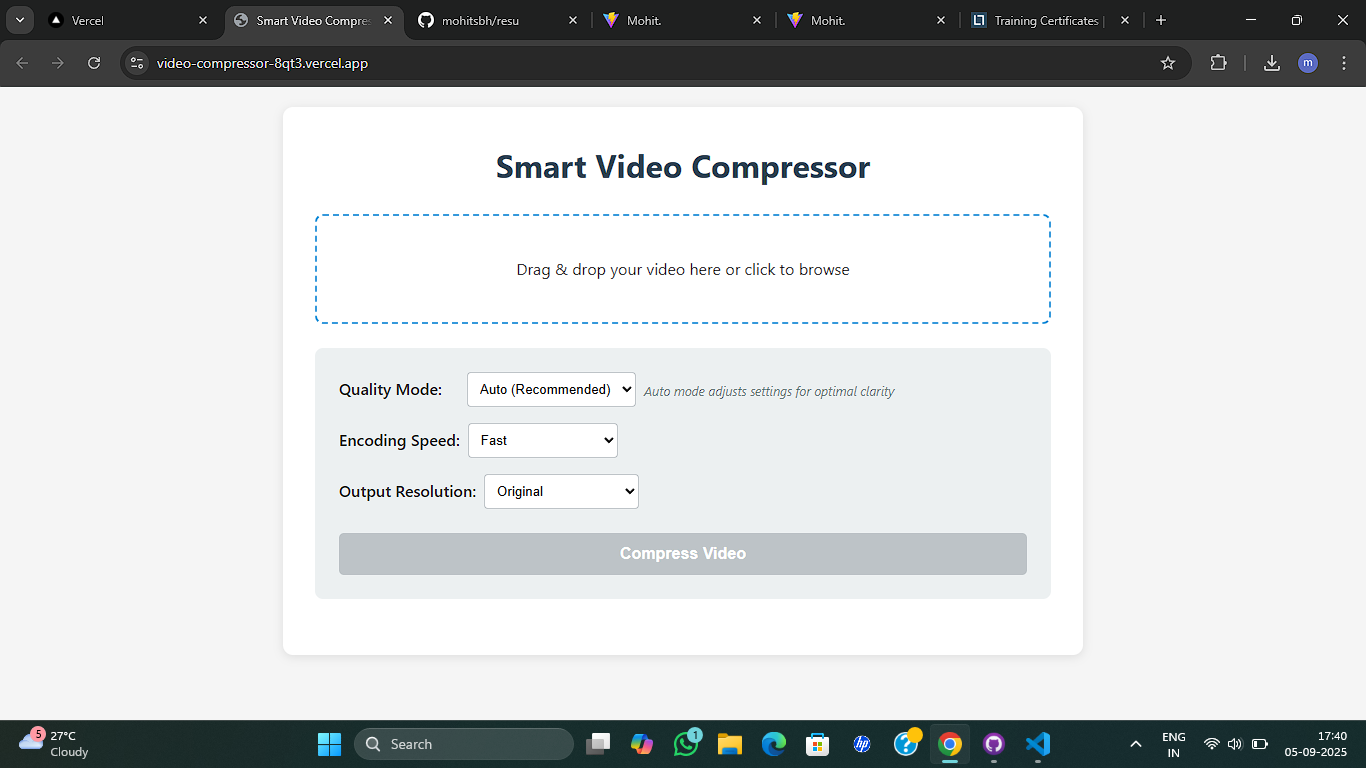 Vercel
Smart Video Compres
mohitsbh/resu
Mohit.
Mohit.
Training Certificates |
video-compressor-8qt3.vercel.app
m
Smart Video Compressor
Drag & drop your video here or click to browse
Quality Mode: Auto (Recommended) Auto mode adjusts settings for optimal clarity
Encoding Speed: Fast
Output Resolution: Original
Compress Video
5
27°C
Cloudy
Search
1
hp
?
ENG
IN
17:40
05-09-2025